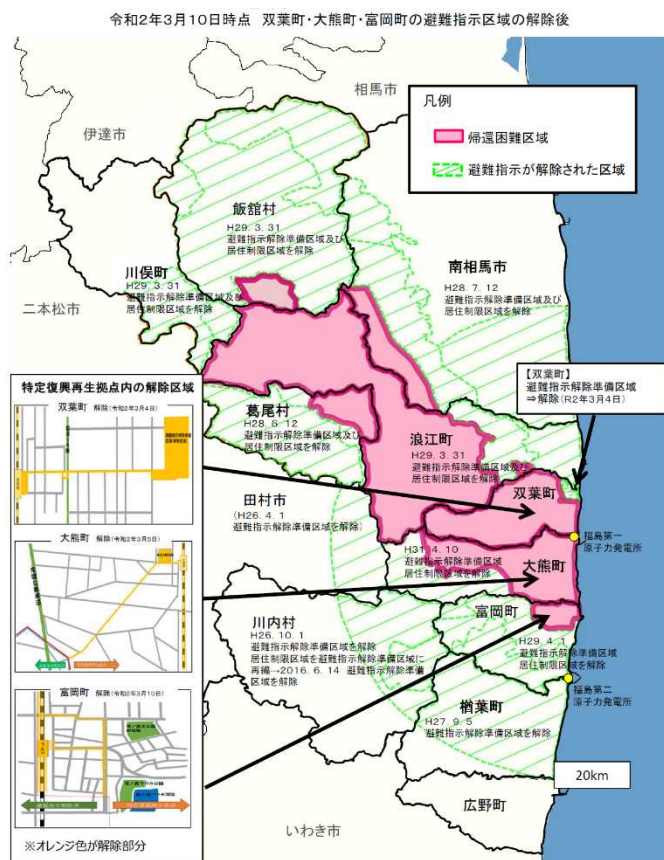 令和2年3月10日時点 双葉町・大熊町・富岡町の避難指示区域の解除後
凡例
帰還困難区域
避難指示が解除された区域
相馬市
伊達市
飯舘村
H29. 3. 31
避難指示解除準備区域及び
居住制限区域を解除
川俣町
H29. 3. 31
避難指示解除準備区域及び
居住制限区域を解除
二本松市
南相馬市
H28. 7. 12
避難指示解除準備区域及び
居住制限区域を解除
【双葉町】
避難指示解除準備区域
⇒解除(R2年3月4日)
葛尾村
H28. 6. 12
避難指示解除準備区域及び
居住制限区域を解除
浪江町
H29. 3. 31
避難指示解除準備区域及び
居住制限区域を解除
田村市
(H26. 4. 1
避難指示解除準備区域を解除)
双葉町
福島第一
原子力発電所
H31. 4. 10
避難指示解除準備区域
居住制限区域を解除
大熊町
川内村
H26. 10. 1
避難指示解除準備区域を解除
居住制限区域を避難指示解除準備区域に
再編→2016. 6. 14 避難指示解除準備
区域を解除
富岡町
H29. 4. 1
避難指示解除準備区域
居住制限区域を解除
福島第二
原子力発電所
楢葉町
H27. 9. 5
避難指示解除準備区域を解除
20km
広野町
いわき市
特定復興再生拠点内の解除区域
双葉町 解除(令和2年3月4日)
大熊町 解除(令和2年3月5日)
富岡町 解除(令和2年3月10日)
※オレンジ色が解除部分